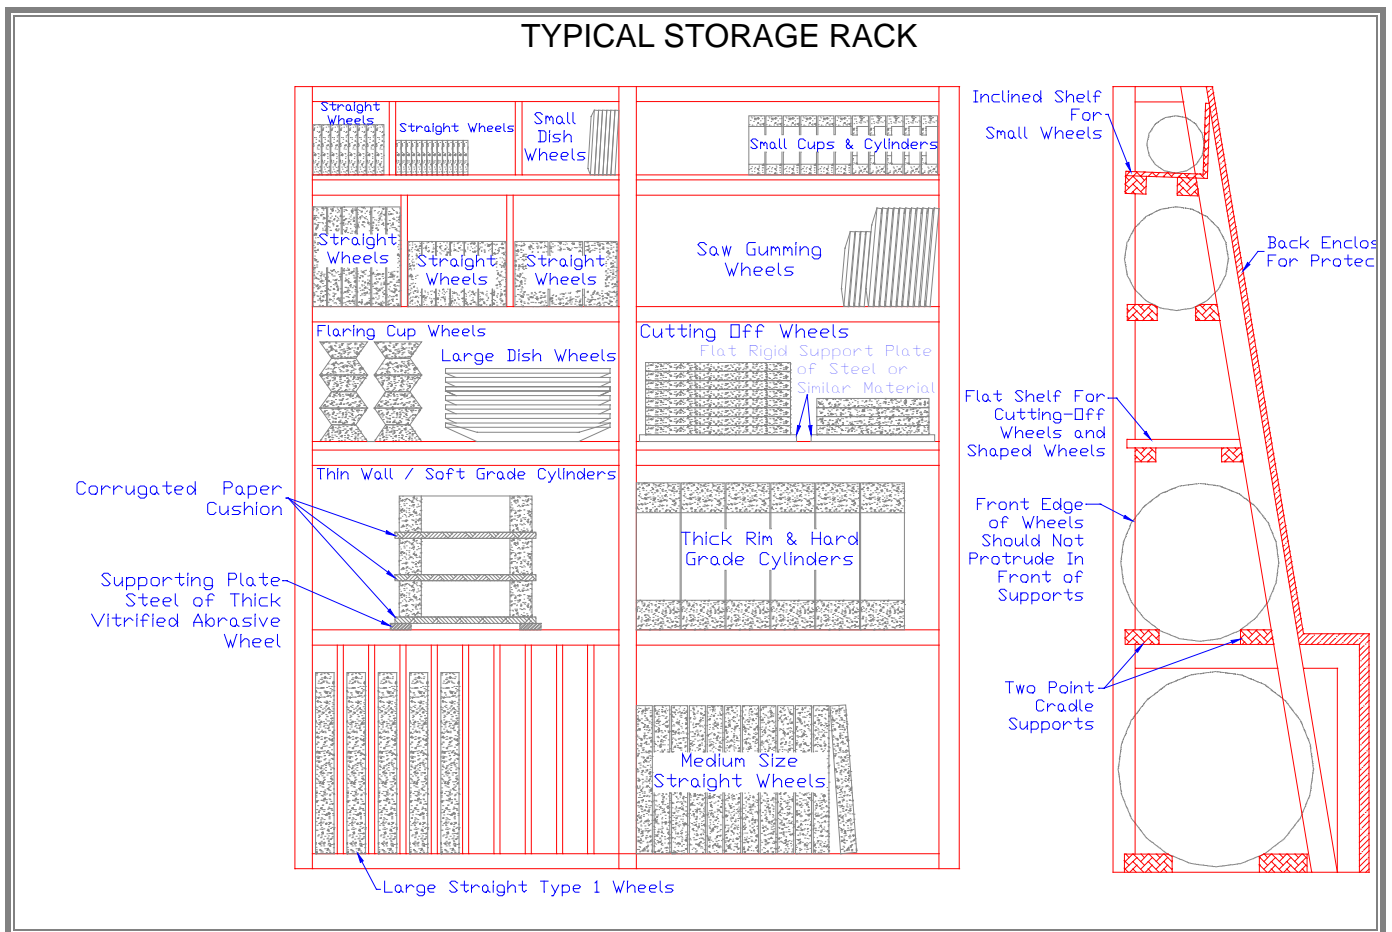 TYPICAL STORAGE RACK
Straight
Wheels
Straight Wheels
Small
Dish
Wheels
Small Cups & Cylinders
Inclined Shelf
For
Small Wheels
Straight
Wheels
Straight
Wheels
Straight
Wheels
Saw Gumming
Wheels
Back Enclos
For Protec
Flaring Cup Wheels
Large Dish Wheels
Cutting Off Wheels
Flat Rigid Support Plate
of Steel or
Similar Material
Flat Shelf For
Cutting-Off
Wheels and
Shaped Wheels
Thin Wall / Soft Grade Cylinders
Corrugated Paper
Cushion
Thick Rim & Hard
Grade Cylinders
Front Edge
of Wheels
Should Not
Protrude In
Front of
Supports
Supporting Plate
Steel of Thick
Vitrified Abrasive
Wheel
Two Point
Cradle
Supports
Medium Size
Straight Wheels
Large Straight Type 1 Wheels